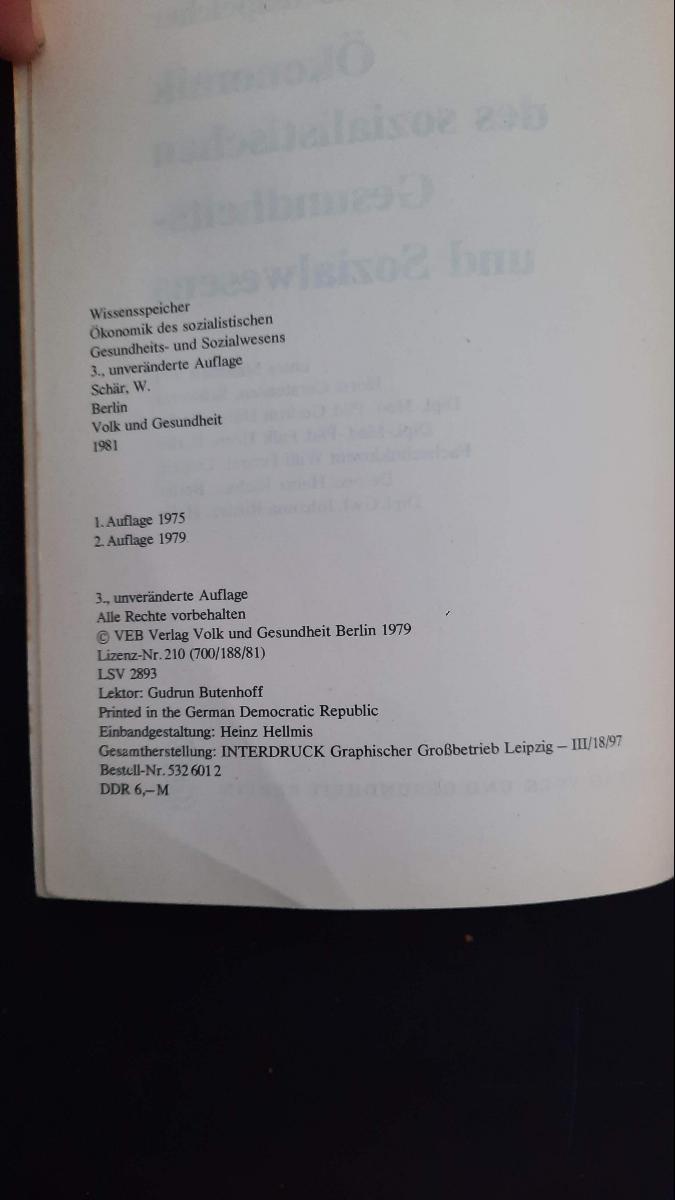 Wissensspeicher
Ökonomik des sozialistischen
Gesundheits- und Sozialwesens
3., unveränderte Auflage
Schär, W.
Berlin
Volk und Gesundheit
1981
1. Auflage 1975
2. Auflage 1979
3., unveränderte Auflage
Alle Rechte vorbehalten
© VEB Verlag Volk und Gesundheit Berlin 1979
Lizenz-Nr. 210 (700/188/81)
LSV 2893
Lektor: Gudrun Butenhoff
Printed in the German Democratic Republic
Einbandgestaltung: Heinz Hellmis
Gesamtherstellung: INTERDRUCK Graphischer Großbetrieb Leipzig – III/18/97
Bestell-Nr. 532 601 2
DDR 6,– M